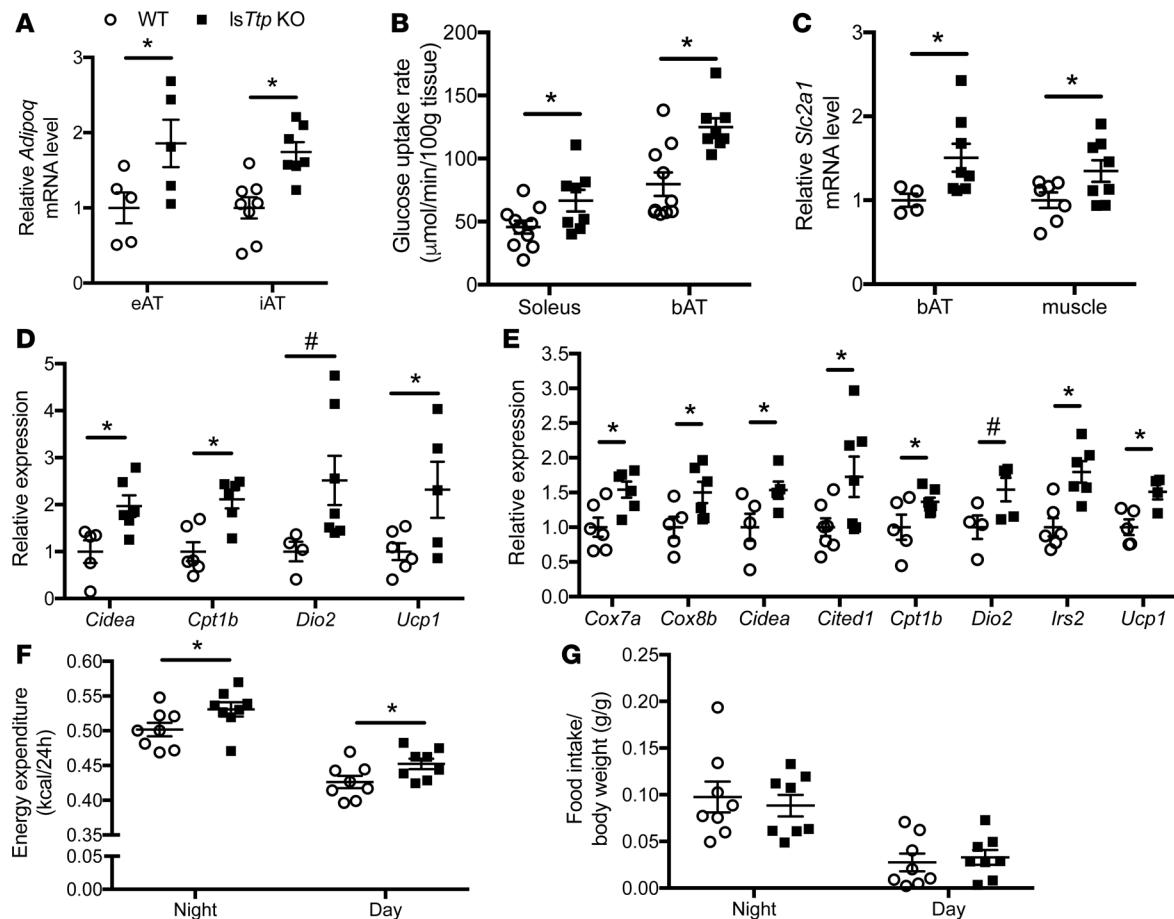 WT lsTtp KO
A
Relative Adipoq
mRNA level
3
2
1
0
*
*
eAT iAT
B
Glucose uptake rate
(μmol/min/100g tissue)
200
150
100
50
0
*
*
Soleus bAT
C
Relative Slc2a1
mRNA level
3
2
1
0
*
*
bAT muscle
D
Relative expression
5
4
3
2
1
0
*
*
#
*
Cidea Cpt1b Dio2 Ucp1
E
Relative expression
3.5
3.0
2.5
2.0
1.5
1.0
0.5
0.0
*
*
*
*
*
#
*
*
Cox7a Cox8b Cidea Cited1 Cpt1b Dio2 Irs2 Ucp1
F
Energy expenditure
(kcal/24h)
0.60
0.55
0.50
0.45
0.40
0.35
0.05
0.00
*
*
Night Day
G
Food intake/
body weight (g/g)
0.25
0.20
0.15
0.10
0.05
0.00
Night Day